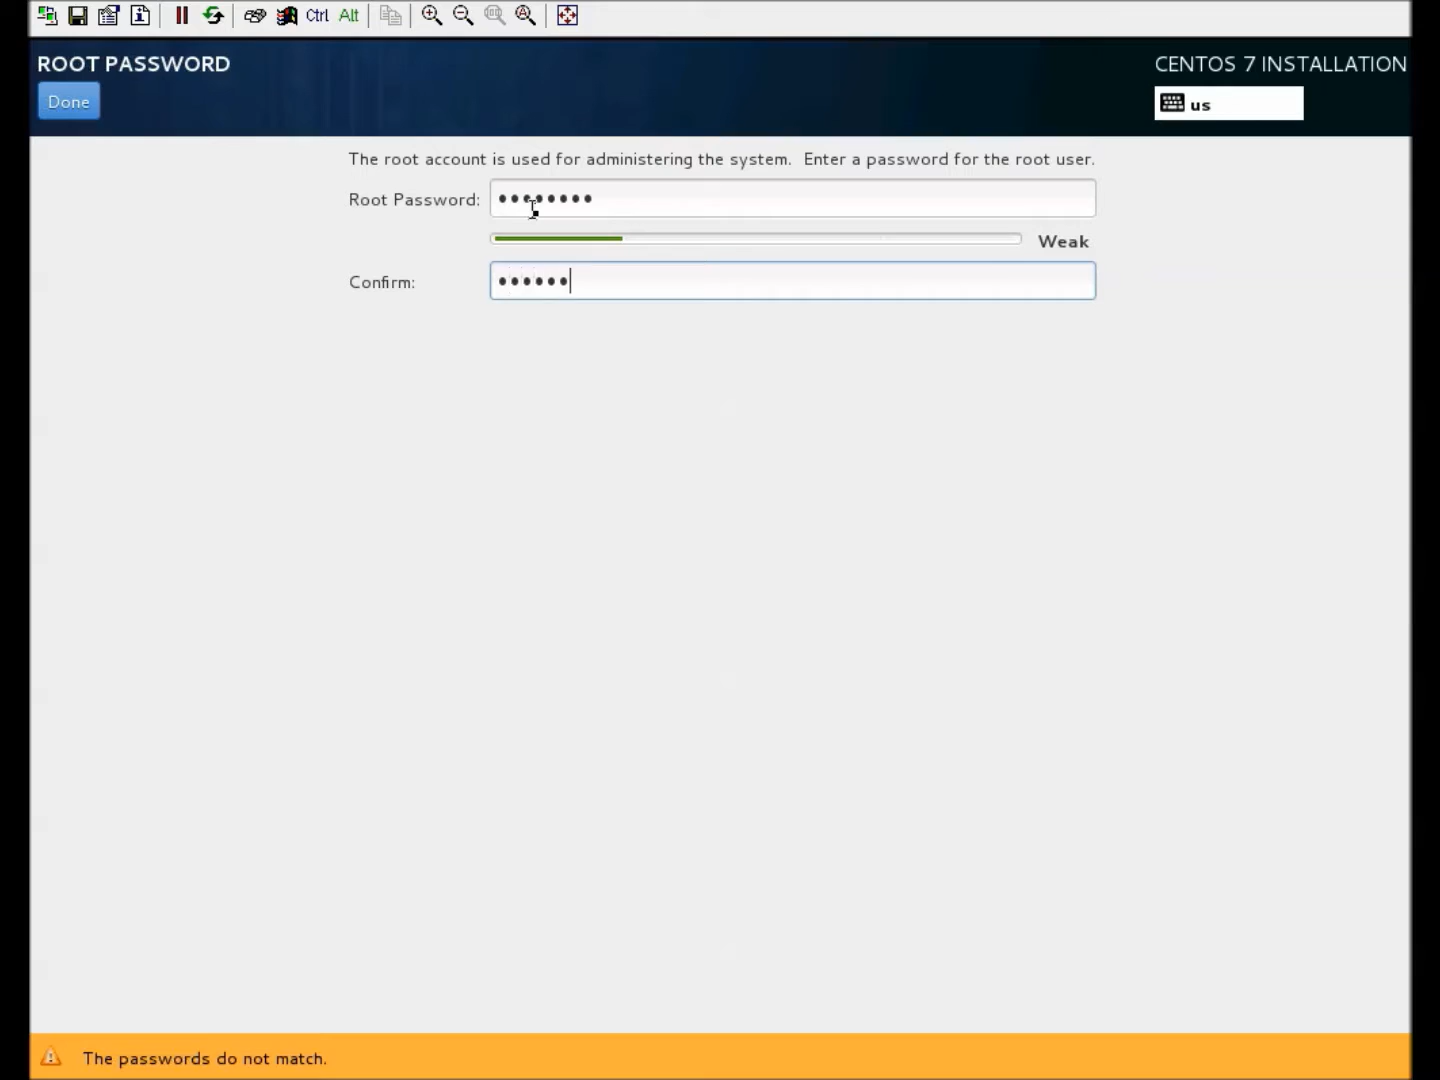 Ctrl Alt
ROOT PASSWORD
CENTOS 7 INSTALLATION
Done
us
The root account is used for administering the system. Enter a password for the root user.
Root Password: ••••••••
Weak
Confirm: ••••••
The passwords do not match.